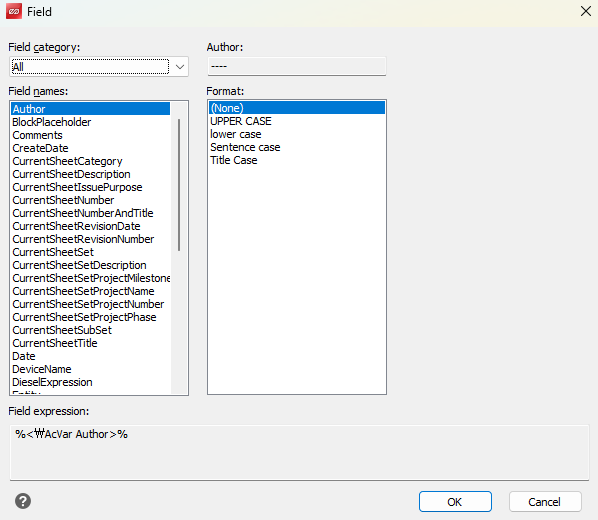 Field
Field category:
All
Author:
----
Field names:
Author
BlockPlaceholder
Comments
CreateDate
CurrentSheetCategory
CurrentSheetDescription
CurrentSheetIssuePurpose
CurrentSheetNumber
CurrentSheetNumberAndTitle
CurrentSheetRevisionDate
CurrentSheetRevisionNumber
CurrentSheetSet
CurrentSheetSetDescription
CurrentSheetSetProjectMilestone
CurrentSheetSetProjectName
CurrentSheetSetProjectNumber
CurrentSheetSetProjectPhase
CurrentSheetSubSet
CurrentSheetTitle
Date
DeviceName
DieselExpression
Format:
(None)
UPPER CASE
lower case
Sentence case
Title Case
Field expression:
%<₩AcVar Author>%
?
OK
Cancel